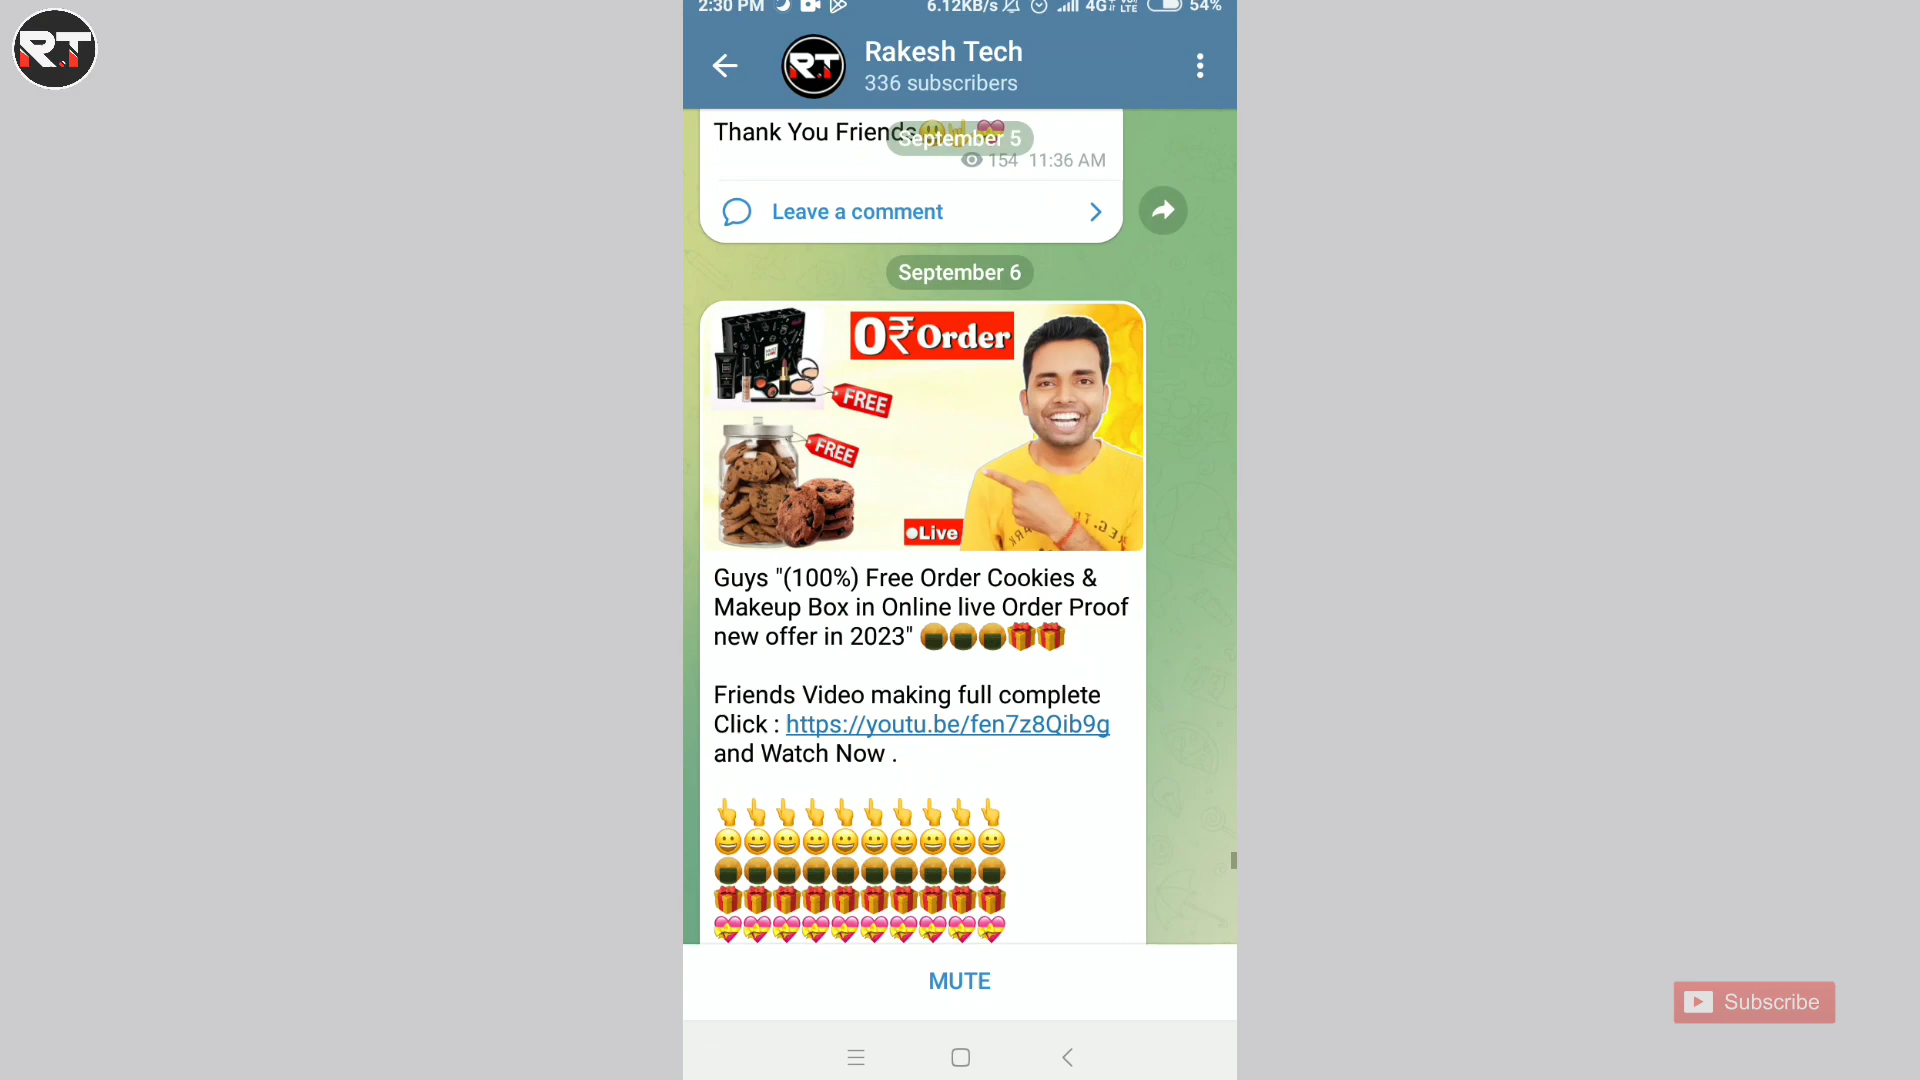 R.T
2:30 PM 6.12KB/s 4G+ VoLTE 54%
R.T Rakesh Tech
336 subscribers
Thank You Friends
September 5
154 11:36 AM
Leave a comment
September 6
0₹ Order
FREE
FREE
Live
Guys "(100%) Free Order Cookies &
Makeup Box in Online live Order Proof
new offer in 2023"
Friends Video making full complete
Click : https://youtu.be/fen7z8Qib9g
and Watch Now .
MUTE
Subscribe